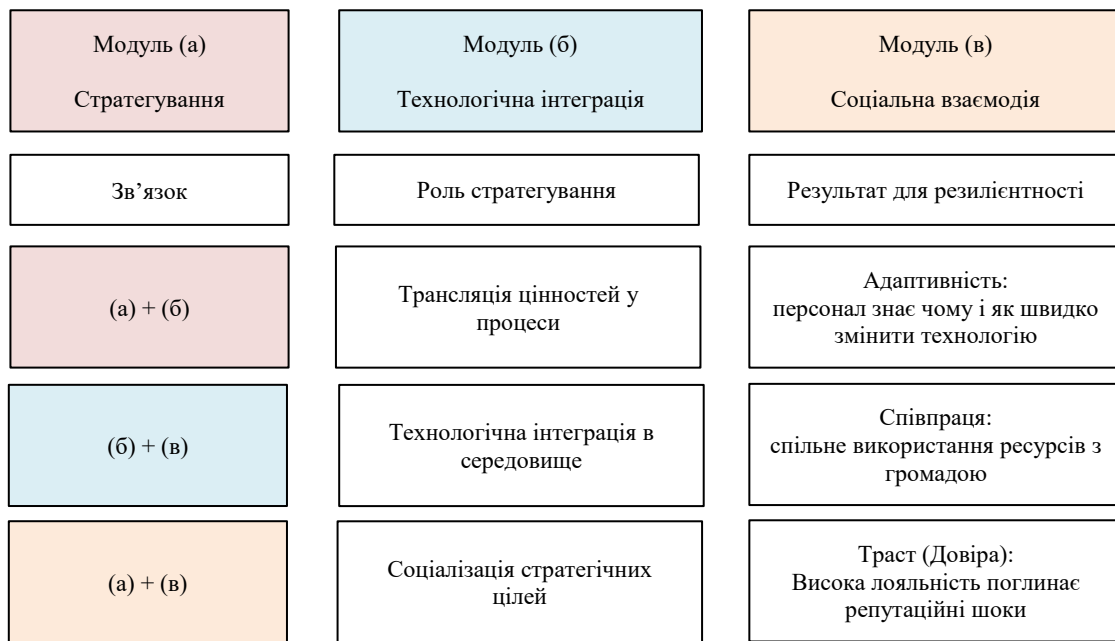 Модуль (а)
Стратегування
Модуль (б)
Технологічна інтеграція
Модуль (в)
Соціальна взаємодія
Зв’язок
Роль стратегування
Результат для резилієнтності
(а) + (б)
Трансляція цінностей у
процеси
Адаптивність:
персонал знає чому і як швидко
змінити технологію
(б) + (в)
Технологічна інтеграція в
середовище
Співпраця:
спільне використання ресурсів з
громадою
(а) + (в)
Соціалізація стратегічних
цілей
Траст (Довіра):
Висока лояльність поглинає
репутаційні шоки